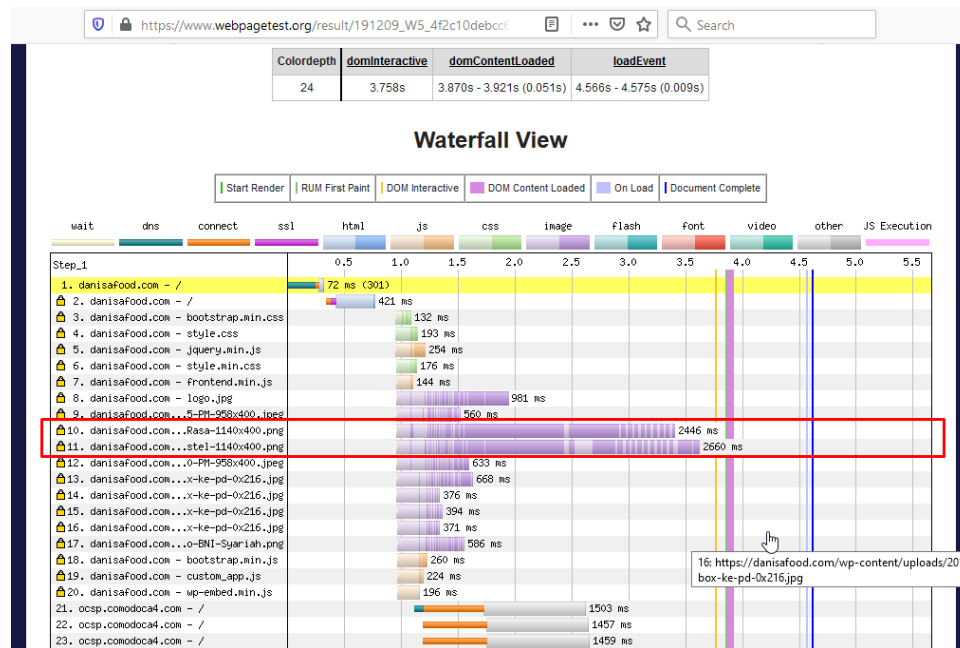 https://www.webpagetest.org/result/191209_W5_4f2c10debcc
Search
Colordepth domInteractive domContentLoaded loadEvent
24 3.758s 3.870s - 3.921s (0.051s) 4.566s - 4.575s (0.009s)
Waterfall View
Start Render RUM First Paint DOM Interactive DOM Content Loaded On Load Document Complete
wait dns connect ssl html js css image flash font video other JS Execution
Step_1 0.5 1.0 1.5 2.0 2.5 3.0 3.5 4.0 4.5 5.0 5.5
1. danisafood.com - / 72 ms (301)
2. danisafood.com - / 421 ms
3. danisafood.com - bootstrap.min.css 132 ms
4. danisafood.com - style.css 193 ms
5. danisafood.com - jquery.min.js 254 ms
6. danisafood.com - style.min.css 176 ms
7. danisafood.com - frontend.min.js 144 ms
8. danisafood.com - logo.jpg 981 ms
9. danisafood.com...5-PM-958x400.jpeg 560 ms
10. danisafood.com...Rasa-1140x400.png 2446 ms
11. danisafood.com...stel-1140x400.png 2660 ms
12. danisafood.com...0-PM-958x400.jpeg 633 ms
13. danisafood.com...x-ke-pd-0x216.jpg 668 ms
14. danisafood.com...x-ke-pd-0x216.jpg 376 ms
15. danisafood.com...x-ke-pd-0x216.jpg 394 ms
16. danisafood.com...x-ke-pd-0x216.jpg 371 ms
17. danisafood.com...o-BNI-Syariah.png 586 ms
16: https://danisafood.com/wp-content/uploads/20
box-ke-pd-0x216.jpg
18. danisafood.com - bootstrap.min.js 260 ms
19. danisafood.com - custom_app.js 224 ms
20. danisafood.com - wp-embed.min.js 196 ms
21. ocsp.comodoca4.com - / 1503 ms
22. ocsp.comodoca4.com - / 1457 ms
23. ocsp.comodoca4.com - / 1459 ms